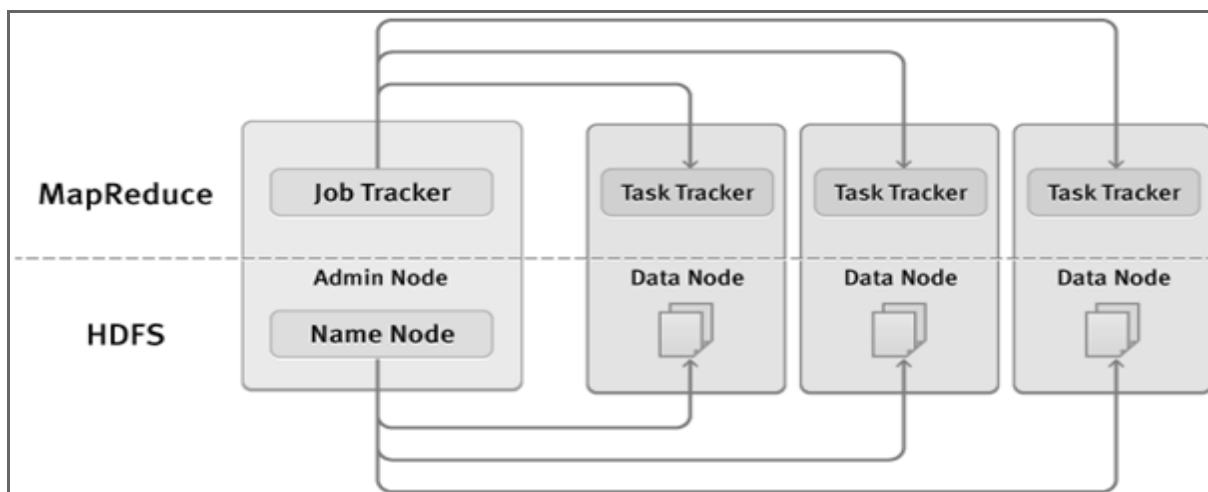 MapReduce
Job Tracker
Task Tracker
Task Tracker
Task Tracker
Admin Node
Data Node
Data Node
Data Node
HDFS
Name Node